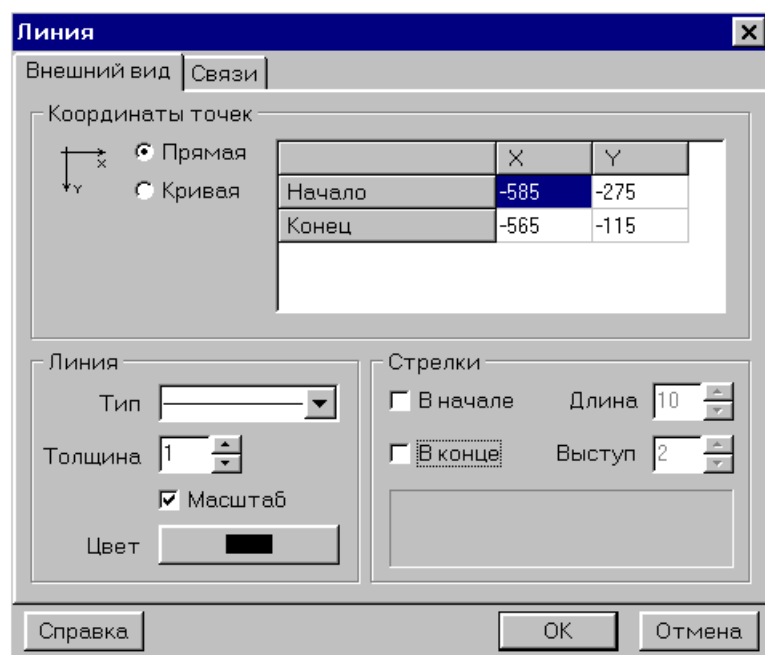 Линия
Внешний вид Связи
Координаты точек
X
Y
Прямая
Кривая
X Y
Начало -585 -275
Конец -565 -115
Линия
Тип
Толщина 1
Масштаб
Цвет
Стрелки
В начале Длина 10
В конце Выступ 2
Справка OK Отмена